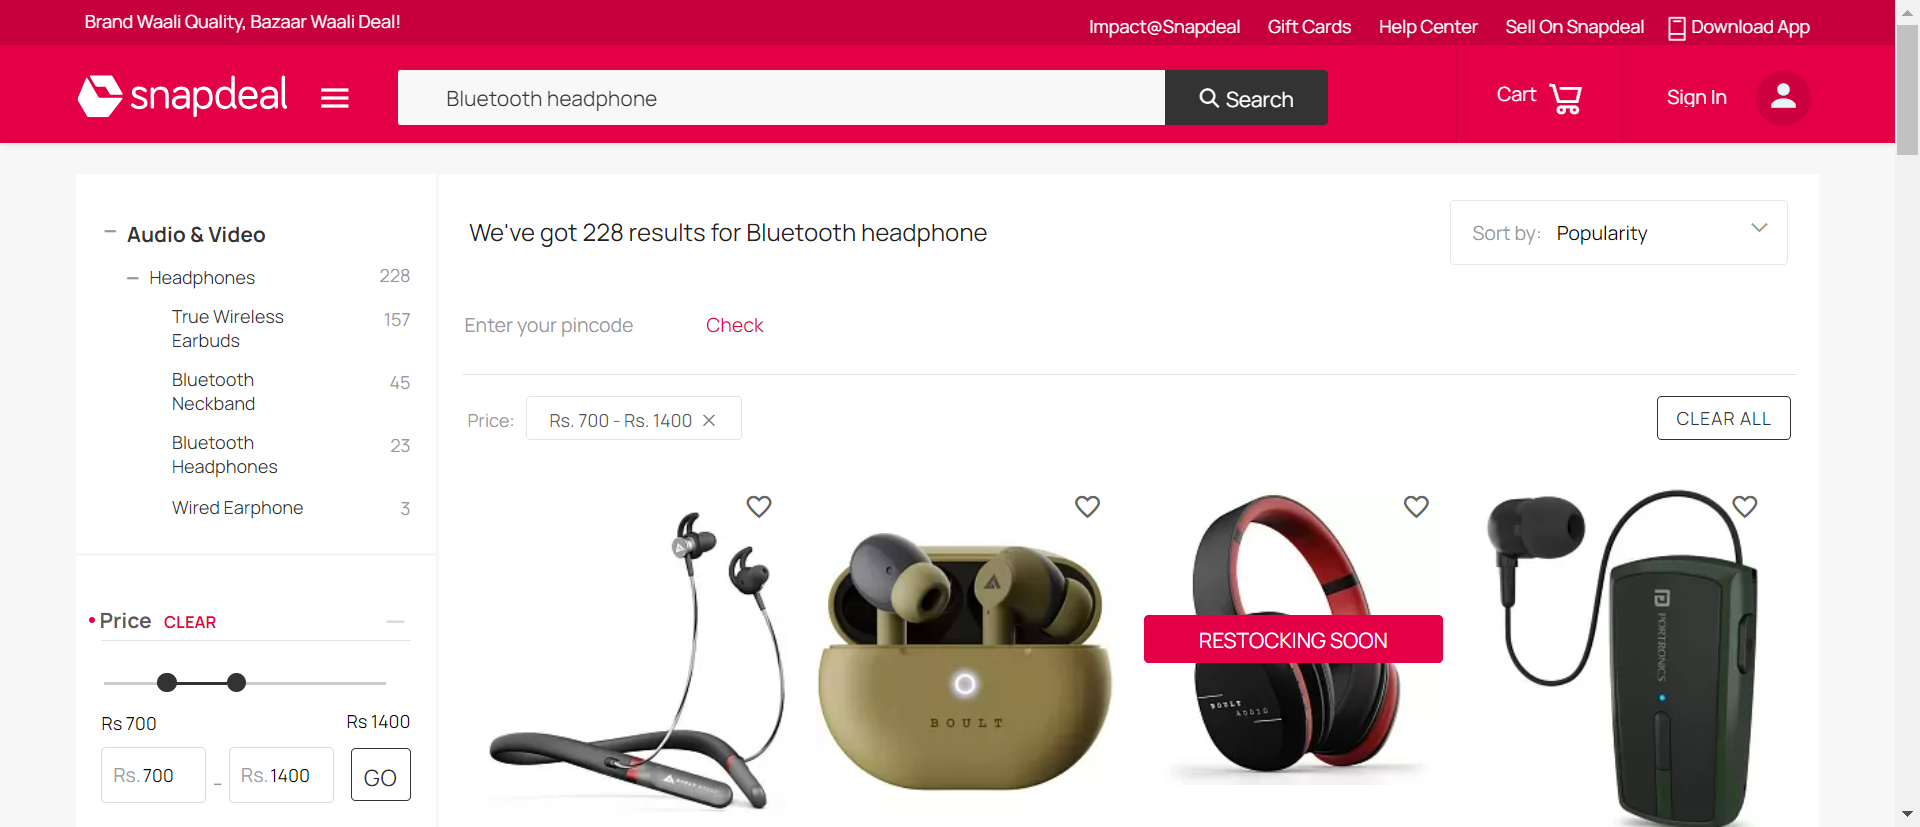 Brand Waali Quality, Bazaar Waali Deal!
Impact@Snapdeal Gift Cards Help Center Sell On Snapdeal Download App
snapdeal
Bluetooth headphone
Search
Cart
Sign In
Audio & Video
Headphones 228
True Wireless Earbuds 157
Bluetooth Neckband 45
Bluetooth Headphones 23
Wired Earphone 3
Price CLEAR
Rs 700 Rs 1400
Rs. 700 - Rs. 1400 GO
We've got 228 results for Bluetooth headphone
Sort by: Popularity
Enter your pincode Check
Price: Rs. 700 - Rs. 1400
CLEAR ALL
BOULT
RESTOCKING SOON
BOULT
AUDIO
PORTRONICS